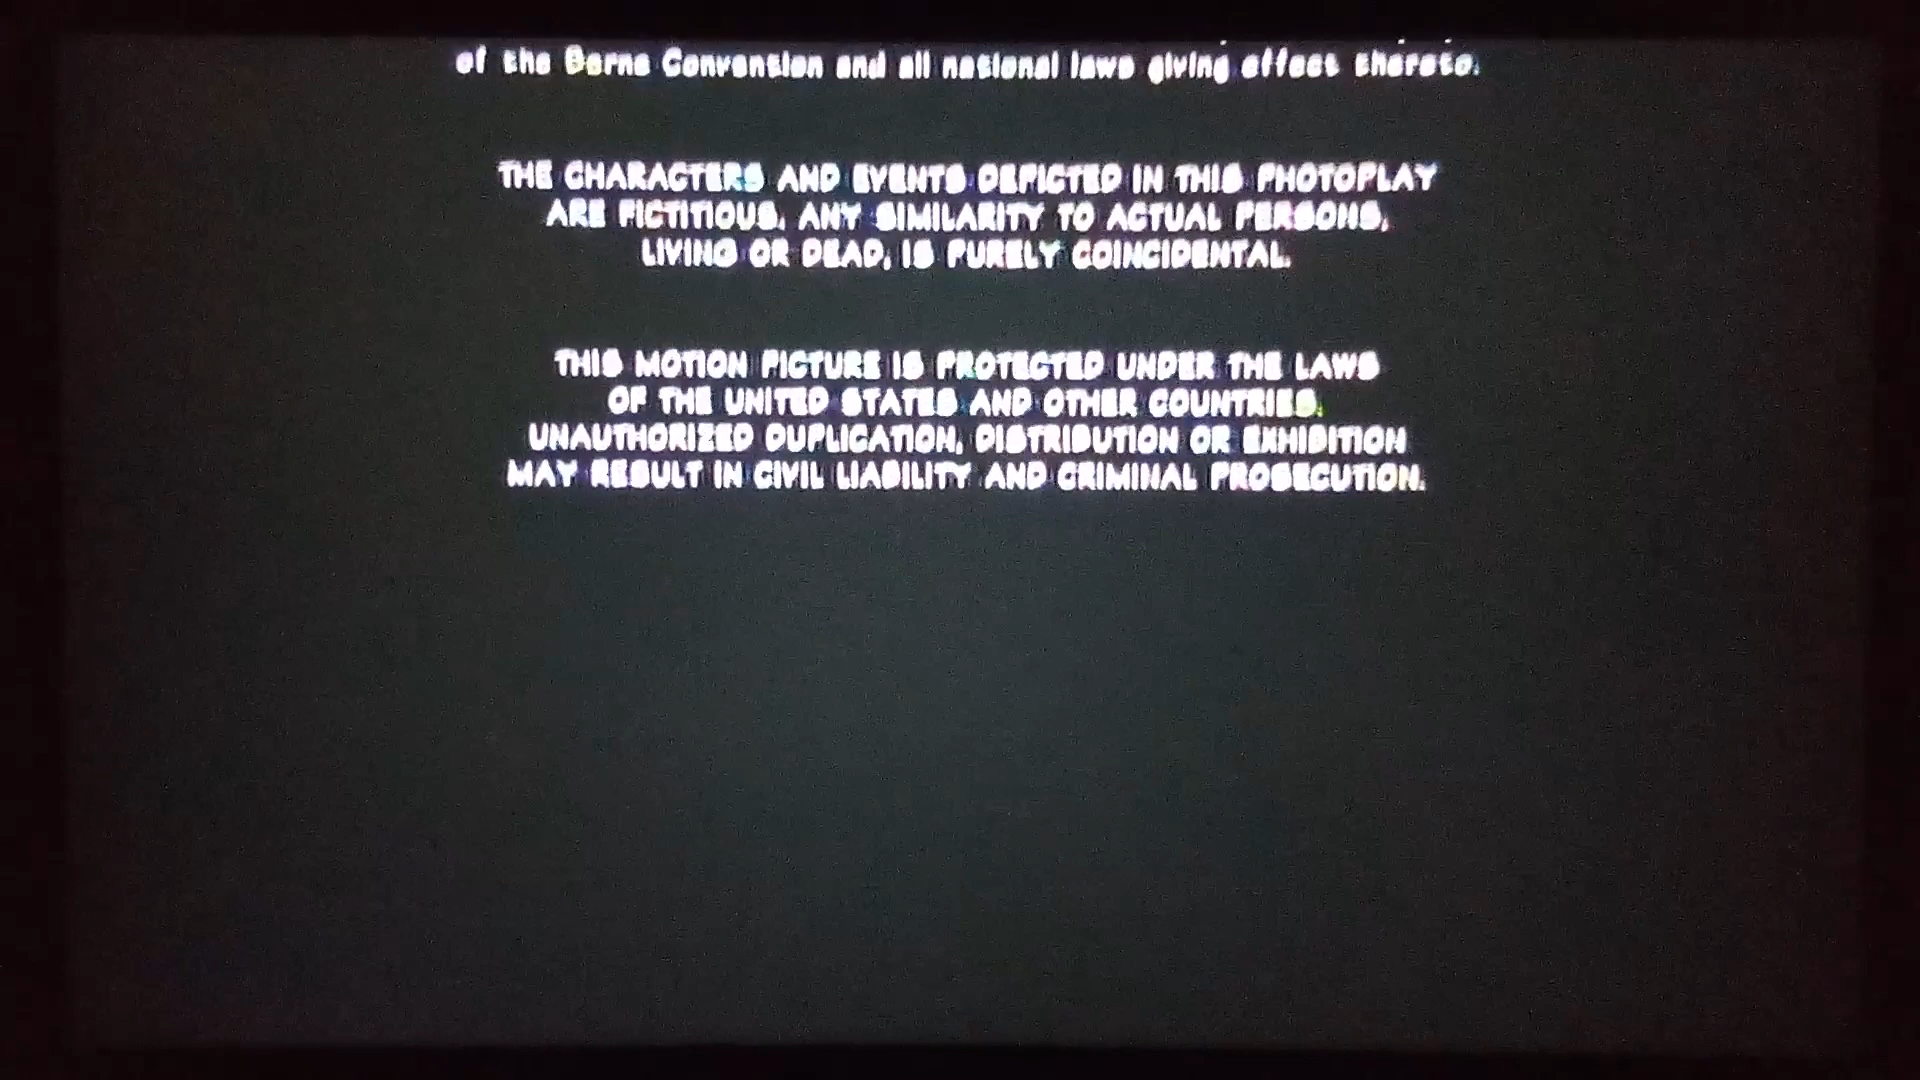 of the Berne Convention and all national laws giving effect thereto.
THE CHARACTERS AND EVENTS DEPICTED IN THIS PHOTOPLAY
ARE FICTITIOUS. ANY SIMILARITY TO ACTUAL PERSONS,
LIVING OR DEAD, IS PURELY COINCIDENTAL.
THIS MOTION PICTURE IS PROTECTED UNDER THE LAWS
OF THE UNITED STATES AND OTHER COUNTRIES.
UNAUTHORIZED DUPLICATION, DISTRIBUTION OR EXHIBITION
MAY RESULT IN CIVIL LIABILITY AND CRIMINAL PROSECUTION.